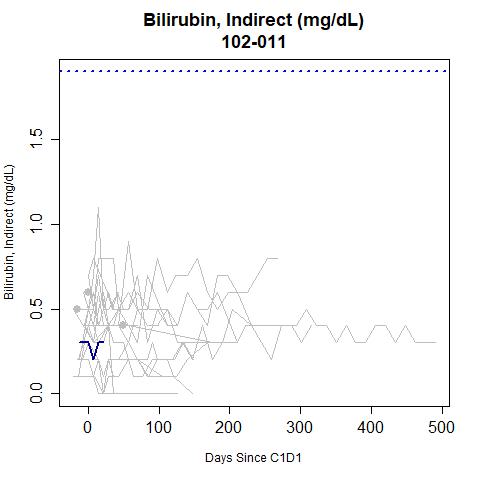 Bilirubin, Indirect (mg/dL)
102-011
Bilirubin, Indirect (mg/dL)
1.5
1.0
0.5
0.0
0 100 200 300 400 500
Days Since C1D1